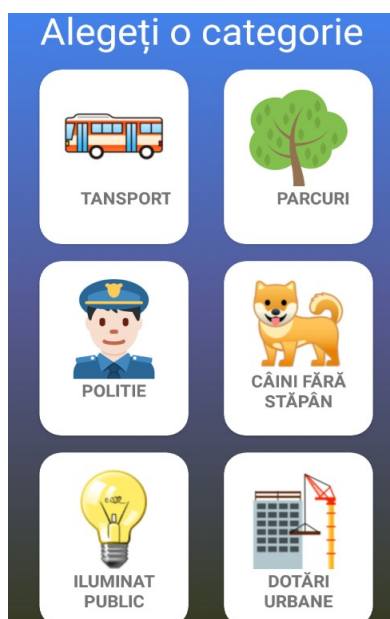 Alegeți o categorie
TANSPORT
PARCURI
POLITIE
CÂINI FĂRĂ
STĂPÂN
ILUMINAT
PUBLIC
DOTĂRI
URBANE